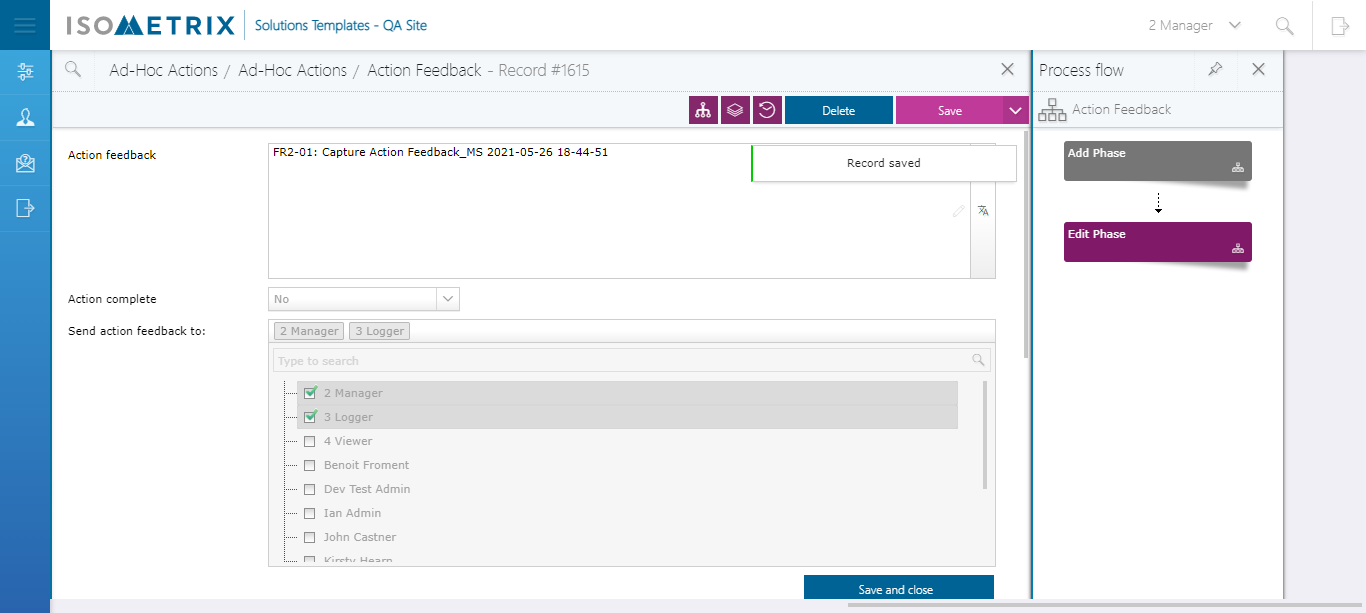 ISOMETRIX Solutions Templates - QA Site
2 Manager
Ad-Hoc Actions / Ad-Hoc Actions / Action Feedback - Record #1615
Process flow
Delete
Save
Action Feedback
Action feedback
FR2-01: Capture Action Feedback_MS 2021-05-26 18-44-51
Record saved
Add Phase
Edit Phase
Action complete
No
Send action feedback to:
2 Manager 3 Logger
Type to search
2 Manager
3 Logger
4 Viewer
Benoit Froment
Dev Test Admin
Ian Admin
John Castner
Kirsty Hearn
Save and close